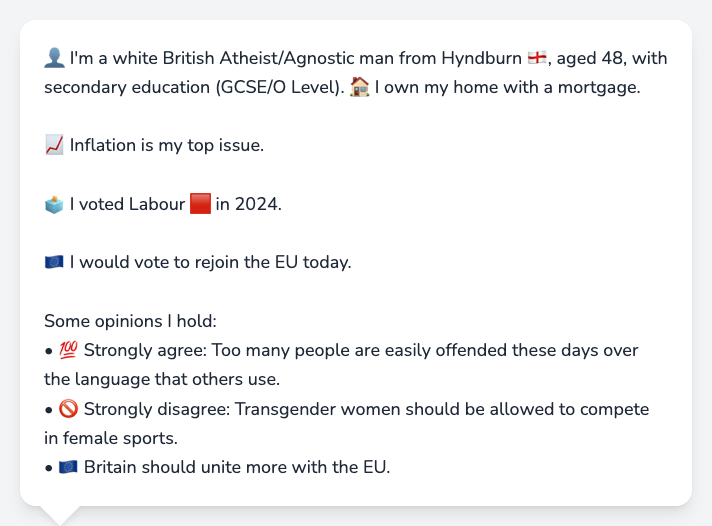 👤 I'm a white British Atheist/Agnostic man from Hyndburn 🏴󠁧󠁢󠁥󠁮󠁧󠁿, aged 48, with
secondary education (GCSE/O Level). 🏠 I own my home with a mortgage.
📈 Inflation is my top issue.
🗳️ I voted Labour 🟥 in 2024.
🇪🇺 I would vote to rejoin the EU today.
Some opinions I hold:
• 💯 Strongly agree: Too many people are easily offended these days over
the language that others use.
• 🚫 Strongly disagree: Transgender women should be allowed to compete
in female sports.
• 🇪🇺 Britain should unite more with the EU.